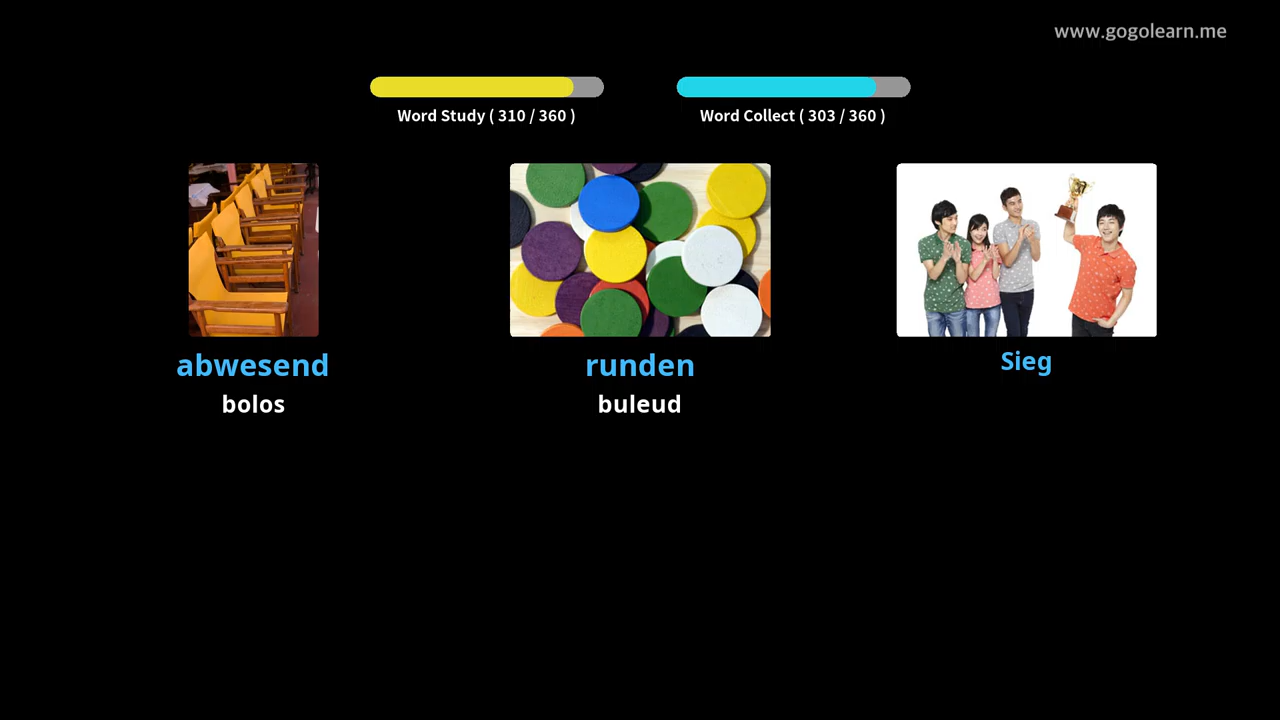 www.gogolearn.me
Word Study ( 310 / 360 )
Word Collect ( 303 / 360 )
abwesend
bolos
runden
buleud
Sieg